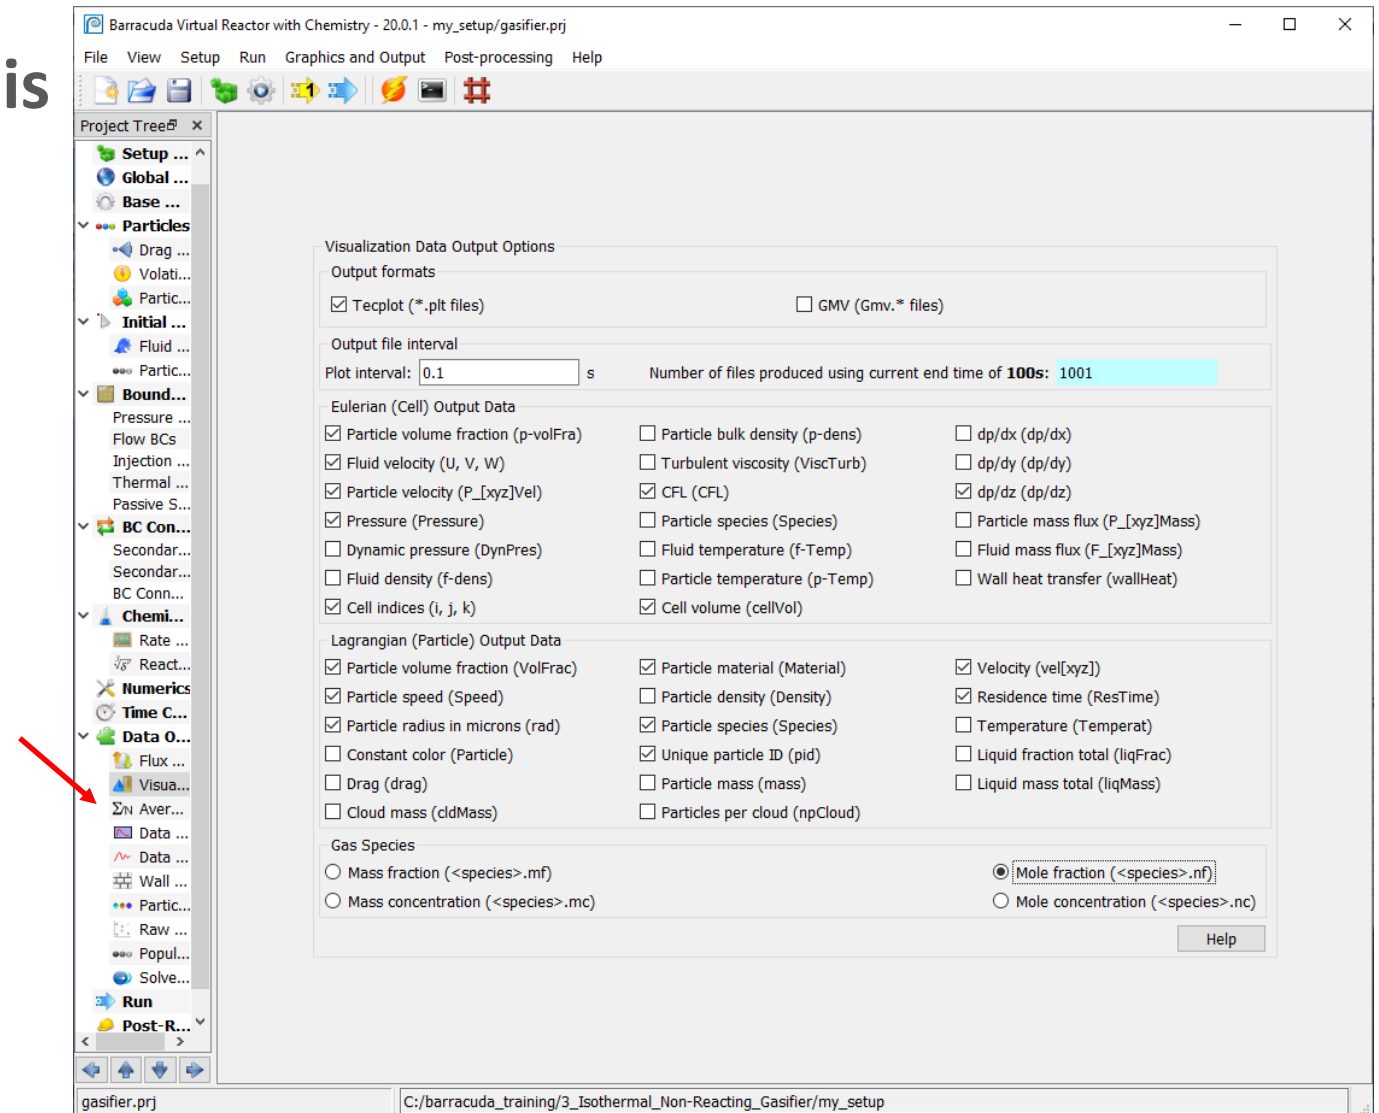 is
Barracuda Virtual Reactor with Chemistry - 20.0.1 - my_setup/gasifier.prj
File View Setup Run Graphics and Output Post-processing Help
1
Project Tree
Setup ...
Global ...
Base ...
Particles
Drag ...
Volati...
Partic...
Initial ...
Fluid ...
Partic...
Bound...
Pressure ...
Flow BCs
Injection ...
Thermal ...
Passive S...
BC Con...
Secondar...
Secondar...
BC Conn...
Chemi...
Rate ...
React...
Numerics
Time C...
Data O...
Flux ...
Visua...
Σ/N Aver...
Data ...
Data ...
Wall ...
Partic...
Raw ...
Popul...
Solve...
Run
Post-R...
Visualization Data Output Options
Output formats
Tecplot (*.plt files) GMV (Gmv.* files)
Output file interval
Plot interval: 0.1 s Number of files produced using current end time of 100s: 1001
Eulerian (Cell) Output Data
Particle volume fraction (p-volFra) Particle bulk density (p-dens) dp/dx (dp/dx)
Fluid velocity (U, V, W) Turbulent viscosity (ViscTurb) dp/dy (dp/dy)
Particle velocity (P_[xyz]Vel) CFL (CFL) dp/dz (dp/dz)
Pressure (Pressure) Particle species (Species) Particle mass flux (P_[xyz]Mass)
Dynamic pressure (DynPres) Fluid temperature (f-Temp) Fluid mass flux (F_[xyz]Mass)
Fluid density (f-dens) Particle temperature (p-Temp) Wall heat transfer (wallHeat)
Cell indices (i, j, k) Cell volume (cellVol)
Lagrangian (Particle) Output Data
Particle volume fraction (VolFrac) Particle material (Material) Velocity (vel[xyz])
Particle speed (Speed) Particle density (Density) Residence time (ResTime)
Particle radius in microns (rad) Particle species (Species) Temperature (Temperat)
Constant color (Particle) Unique particle ID (pid) Liquid fraction total (liqFrac)
Drag (drag) Particle mass (mass) Liquid mass total (liqMass)
Cloud mass (cldMass) Particles per cloud (npCloud)
Gas Species
Mass fraction (<species>.mf) Mole fraction (<species>.nf)
Mass concentration (<species>.mc) Mole concentration (<species>.nc)
Help
gasifier.prj C:/barracuda_training/3_Isothermal_Non-Reacting_Gasifier/my_setup